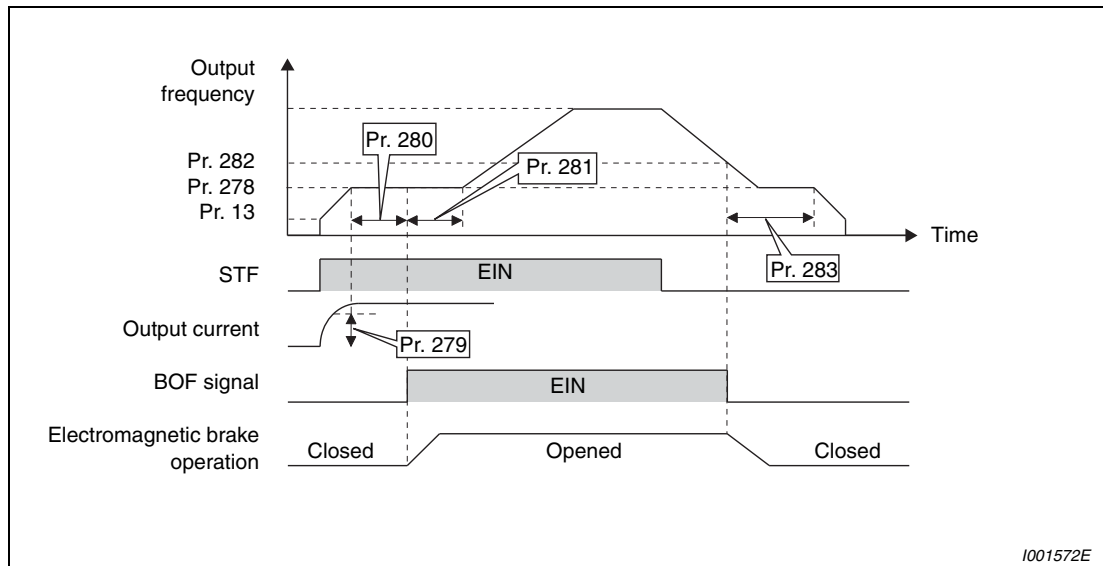 Output
frequency
Pr. 280
Pr. 282
Pr. 281
Pr. 278
Pr. 13
Time
Pr. 283
STF
EIN
Output current
Pr. 279
BOF signal
EIN
Electromagnetic brake
operation
Closed
Opened
Closed
I001572E